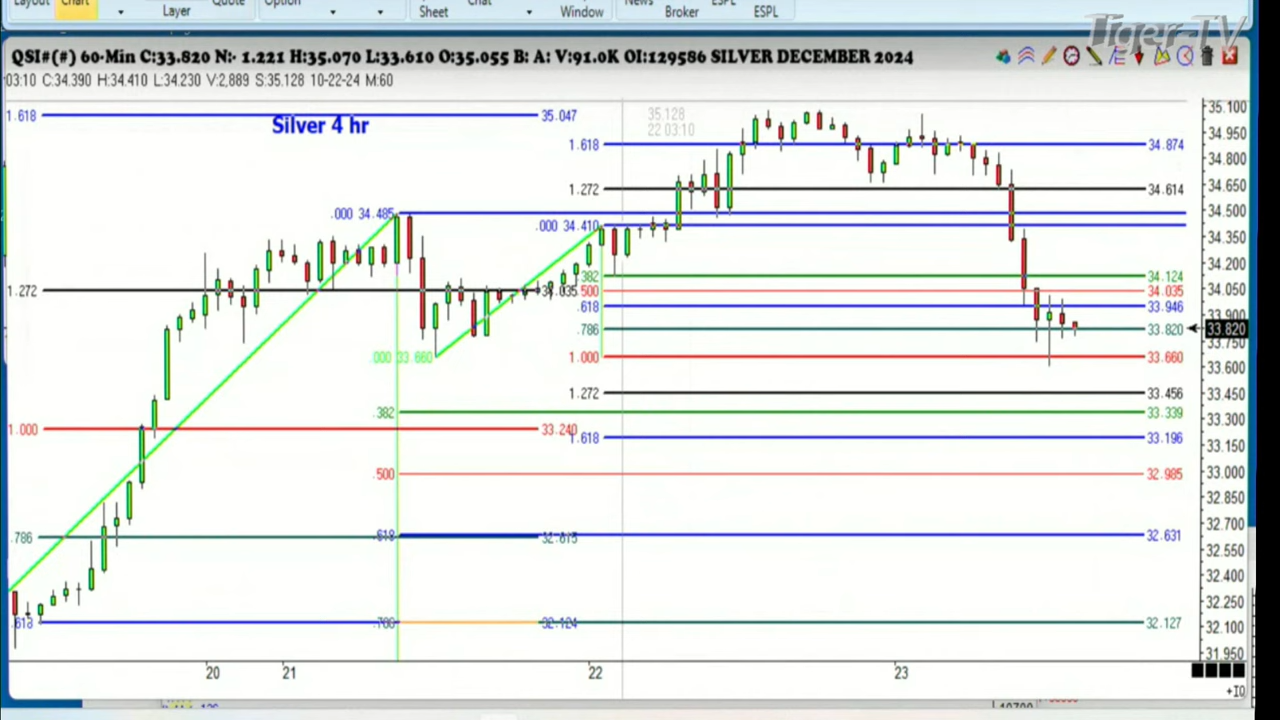 Layout Chart Layer Quote Option Sheet Chat Window News Broker ESPL ESPL
Tiger-TV
QSI#(#) 60-Min C:33.820 N:- 1.221 H:35.070 L:33.610 O:35.055 B: A: V:91.0K OI:129586 SILVER DECEMBER 2024
03:10 C:34.390 H:34.410 L:34.230 V:2,889 S:35.128 10-22-24 M:60
1.618 35.047 35.128 35.100
Silver 4 hr
22 03:10
34.950
1.618 34.874
34.800
1.272 34.614 34.650
.000 34.485 34.500
.000 34.410
34.350
.382 34.124 34.200
1.272 34.035 .500 34.035 34.050
.618 33.946
33.900
.786 33.820 33.820
33.750
.000 33.660 1.000 33.660
33.600
1.272 33.456 33.450
.382 33.339
33.300
1.000 33.240 1.618 33.196
33.150
.500 32.985 33.000
32.850
32.700
.786 .618 32.615 32.631
32.550
32.400
32.250
.618 .786 32.124 32.127 32.100
31.950
20 21 22 23
+IQ